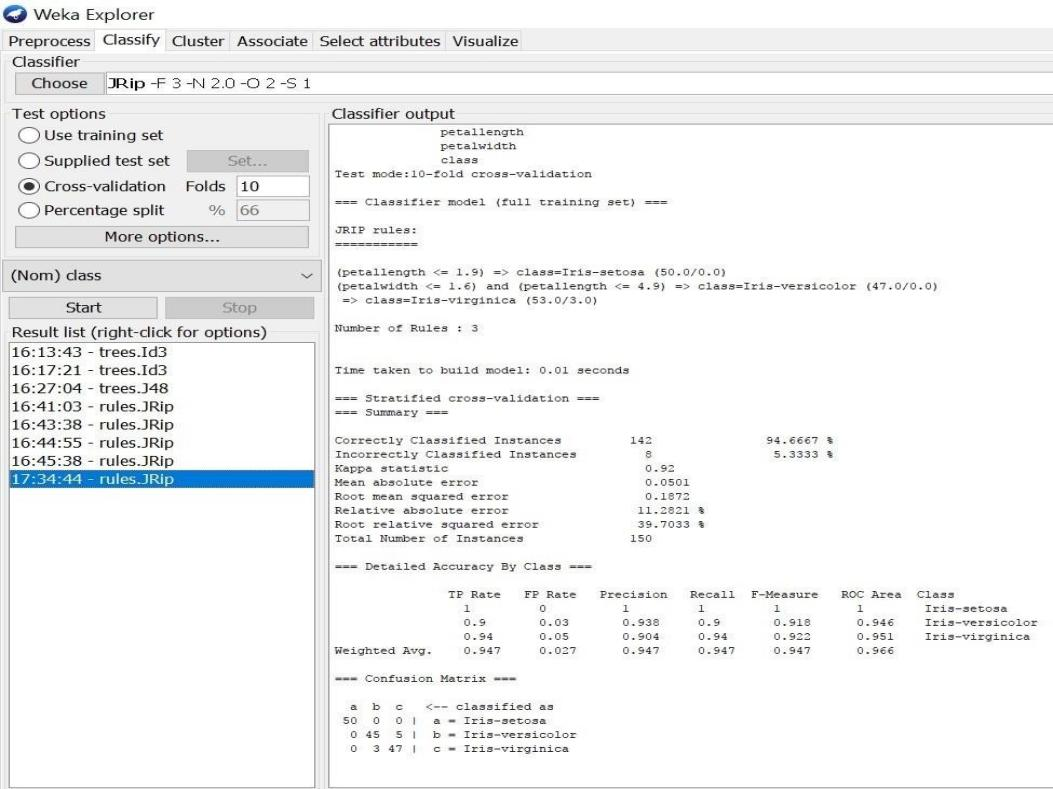 Weka Explorer
Preprocess Classify Cluster Associate Select attributes Visualize
Classifier
Choose JRip -F 3 -N 2.0 -O 2 -S 1
Test options
Use training set
Supplied test set Set...
Cross-validation Folds 10
Percentage split % 66
More options...
(Nom) class
Start Stop
Result list (right-click for options)
16:13:43 - trees.Id3
16:17:21 - trees.Id3
16:27:04 - trees.J48
16:41:03 - rules.JRip
16:43:38 - rules.JRip
16:44:55 - rules.JRip
16:45:38 - rules.JRip
17:34:44 - rules.JRip
Classifier output
petallength
petalwidth
class
Test mode:10-fold cross-validation
=== Classifier model (full training set) ===
JRIP rules:
===========
(petallength <= 1.9) => class=Iris-setosa (50.0/0.0)
(petalwidth <= 1.6) and (petallength <= 4.9) => class=Iris-versicolor (47.0/0.0)
=> class=Iris-virginica (53.0/3.0)
Number of Rules : 3
Time taken to build model: 0.01 seconds
=== Stratified cross-validation ===
=== Summary ===
Correctly Classified Instances 142 94.6667 %
Incorrectly Classified Instances 8 5.3333 %
Kappa statistic 0.92
Mean absolute error 0.0501
Root mean squared error 0.1872
Relative absolute error 11.2821 %
Root relative squared error 39.7033 %
Total Number of Instances 150
=== Detailed Accuracy By Class ===
TP Rate FP Rate Precision Recall F-Measure ROC Area Class
1 0 1 1 1 1 Iris-setosa
0.9 0.03 0.938 0.9 0.918 0.946 Iris-versicolor
0.94 0.05 0.904 0.94 0.922 0.951 Iris-virginica
Weighted Avg. 0.947 0.027 0.947 0.947 0.947 0.966
=== Confusion Matrix ===
a b c <-- classified as
50 0 0 | a = Iris-setosa
0 45 5 | b = Iris-versicolor
0 3 47 | c = Iris-virginica